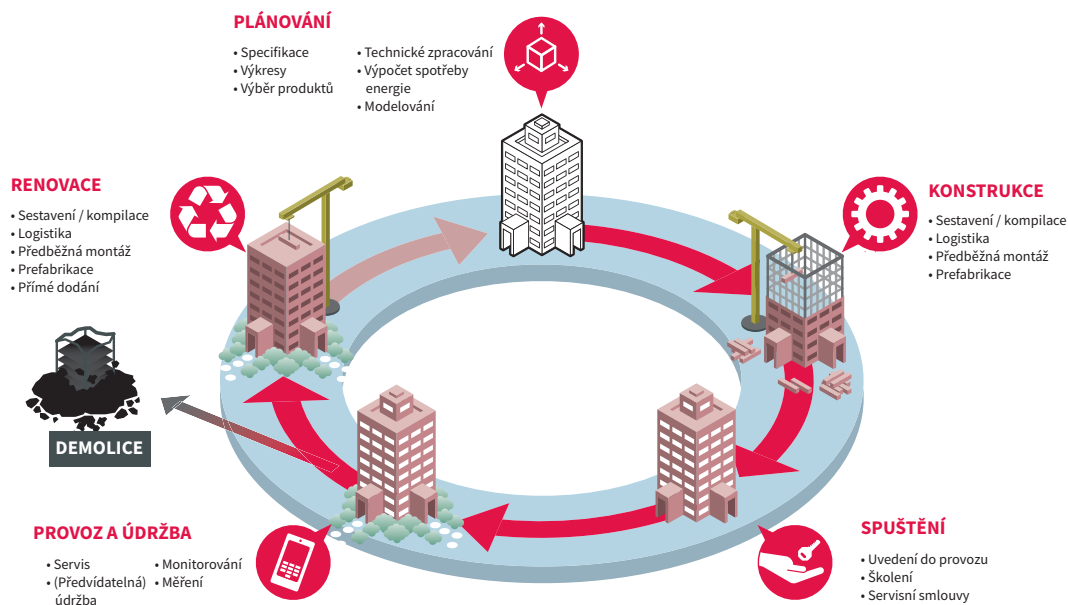 PLÁNOVÁNÍ
• Specifikace
• Výkresy
• Výběr produktů
• Technické zpracování
• Výpočet spotřeby
energie
• Modelování
RENOVACE
• Sestavení / kompilace
• Logistika
• Předběžná montáž
• Prefabrikace
• Přímé dodání
KONSTRUKCE
• Sestavení / kompilace
• Logistika
• Předběžná montáž
• Prefabrikace
DEMOLICE
PROVOZ A ÚDRŽBA
• Servis
• (Předvídatelná)
údržba
• Monitorování
• Měření
SPUŠTĚNÍ
• Uvedení do provozu
• Školení
• Servisní smlouvy